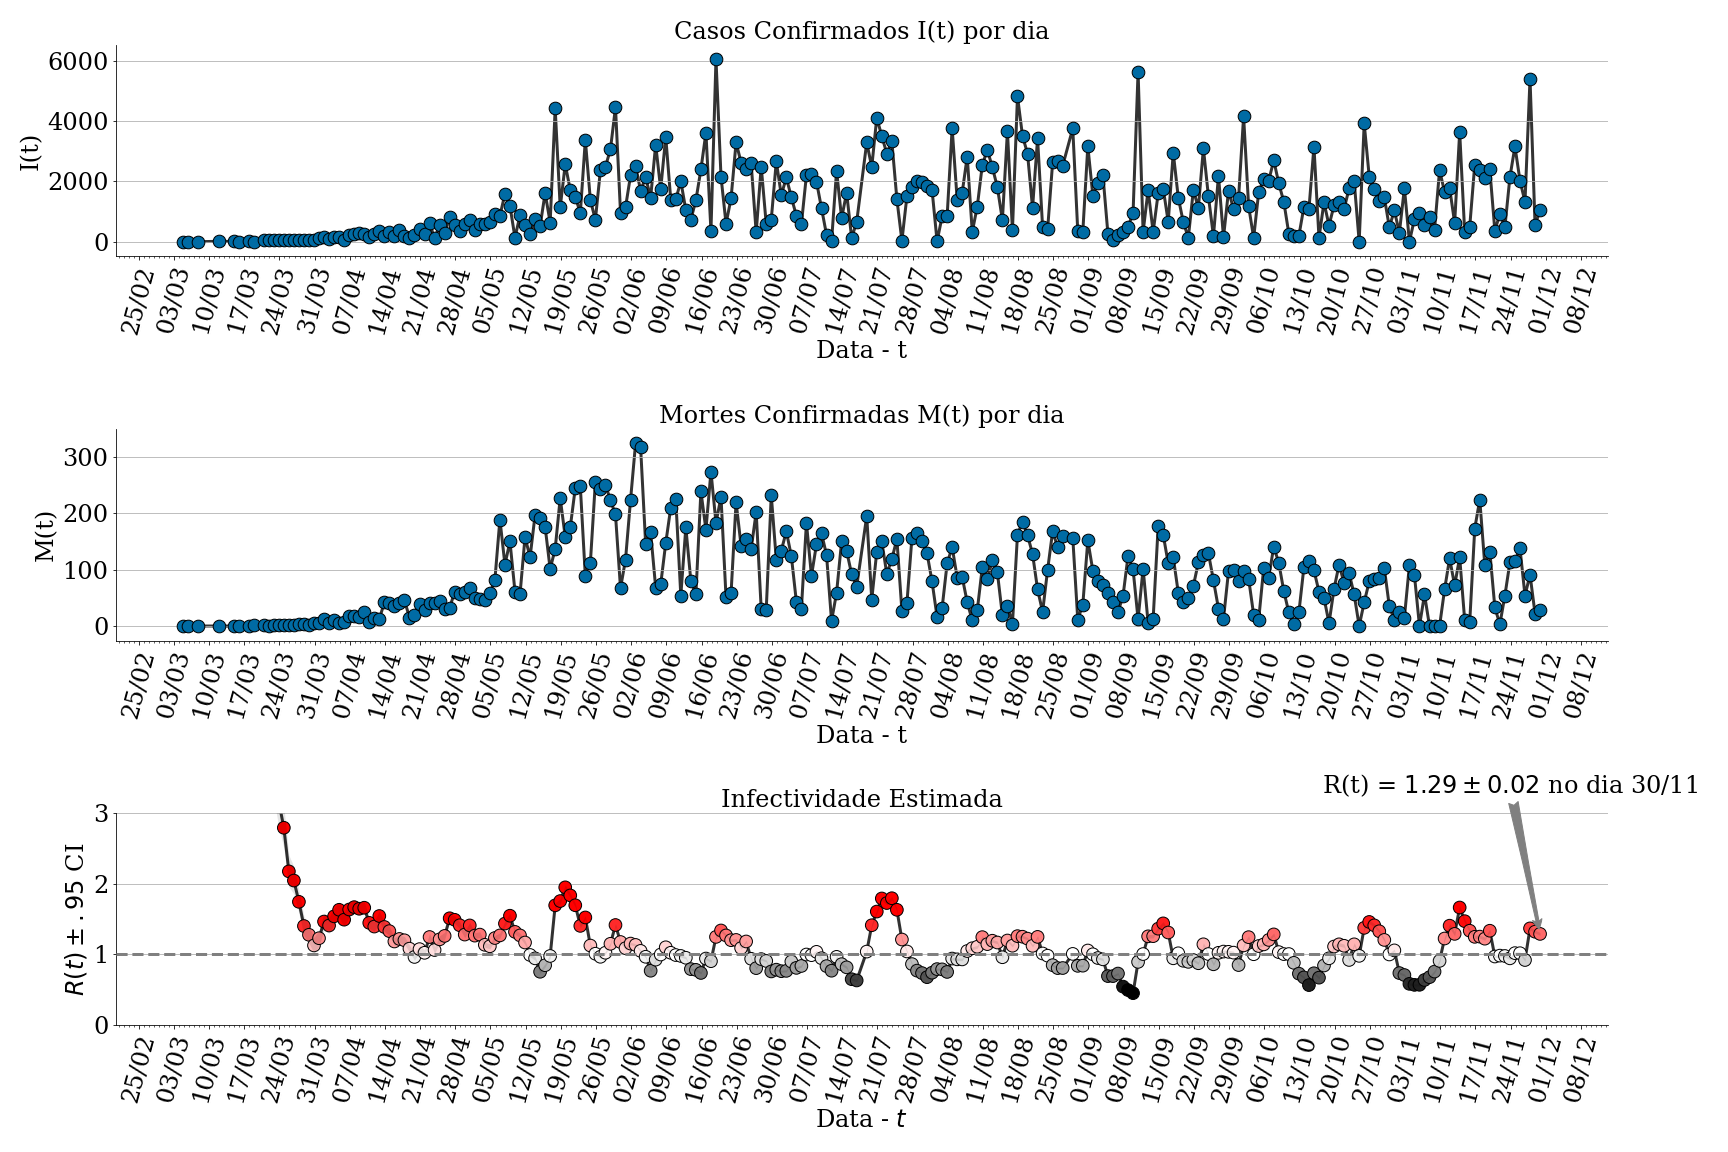 Casos Confirmados I(t) por dia
I(t)
6000
4000
2000
0
25/02 03/03 10/03 17/03 24/03 31/03 07/04 14/04 21/04 28/04 05/05 12/05 19/05 26/05 02/06 09/06 16/06 23/06 30/06 07/07 14/07 21/07 28/07 04/08 11/08 18/08 25/08 01/09 08/09 15/09 22/09 29/09 06/10 13/10 20/10 27/10 03/11 10/11 17/11 24/11 01/12 08/12
Data - t
Mortes Confirmadas M(t) por dia
M(t)
300
200
100
0
25/02 03/03 10/03 17/03 24/03 31/03 07/04 14/04 21/04 28/04 05/05 12/05 19/05 26/05 02/06 09/06 16/06 23/06 30/06 07/07 14/07 21/07 28/07 04/08 11/08 18/08 25/08 01/09 08/09 15/09 22/09 29/09 06/10 13/10 20/10 27/10 03/11 10/11 17/11 24/11 01/12 08/12
Data - t
R(t) = 1.29 ± 0.02 no dia 30/11
Infectividade Estimada
R(t) ± .95 CI
3
2
1
0
25/02 03/03 10/03 17/03 24/03 31/03 07/04 14/04 21/04 28/04 05/05 12/05 19/05 26/05 02/06 09/06 16/06 23/06 30/06 07/07 14/07 21/07 28/07 04/08 11/08 18/08 25/08 01/09 08/09 15/09 22/09 29/09 06/10 13/10 20/10 27/10 03/11 10/11 17/11 24/11 01/12 08/12
Data - t